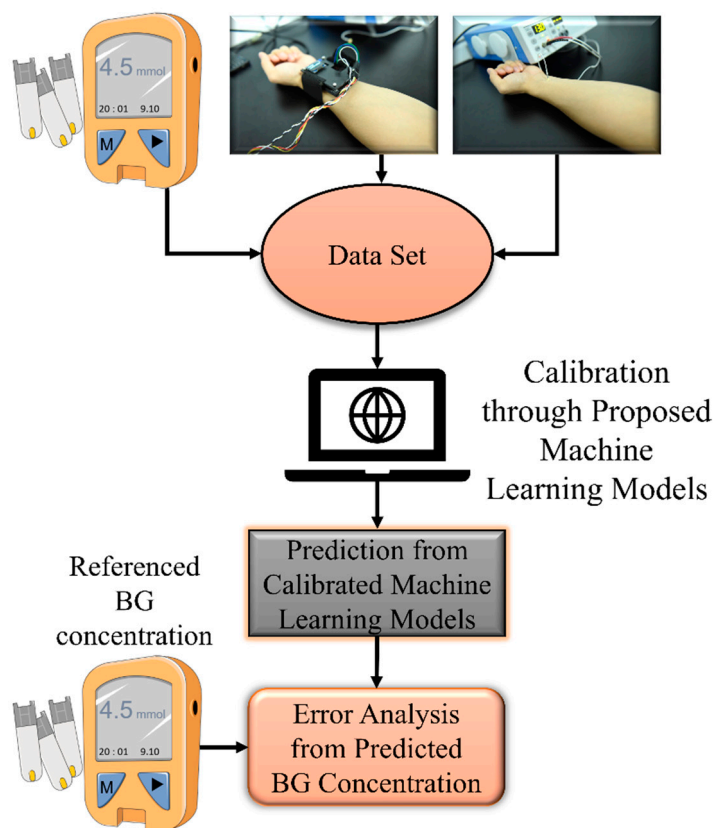 4.5 mmol
20 : 01 9.10
M
Data Set
Calibration
through Proposed
Machine
Learning Models
Prediction from
Calibrated Machine
Learning Models
Referenced
BG
concentration
4.5 mmol
20 : 01 9.10
M
Error Analysis
from Predicted
BG Concentration